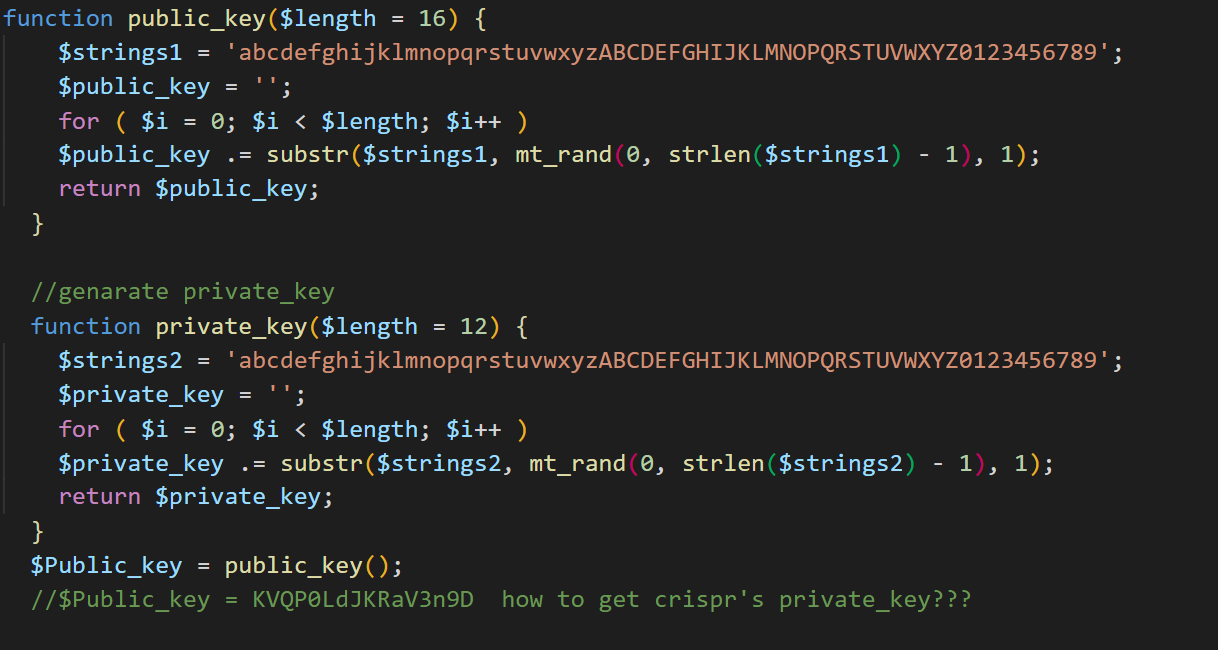 function public_key($length = 16) {
$strings1 = 'abcdefghijklmnopqrstuvwxyzABCDEFGHIJKLMNOPQRSTUVWXYZ0123456789';
$public_key = '';
for ( $i = 0; $i < $length; $i++ )
$public_key .= substr($strings1, mt_rand(0, strlen($strings1) - 1), 1);
return $public_key;
}
//genarate private_key
function private_key($length = 12) {
$strings2 = 'abcdefghijklmnopqrstuvwxyzABCDEFGHIJKLMNOPQRSTUVWXYZ0123456789';
$private_key = '';
for ( $i = 0; $i < $length; $i++ )
$private_key .= substr($strings2, mt_rand(0, strlen($strings2) - 1), 1);
return $private_key;
}
$Public_key = public_key();
//$Public_key = KVQP0LdJKRaV3n9D  how to get crispr's private_key???